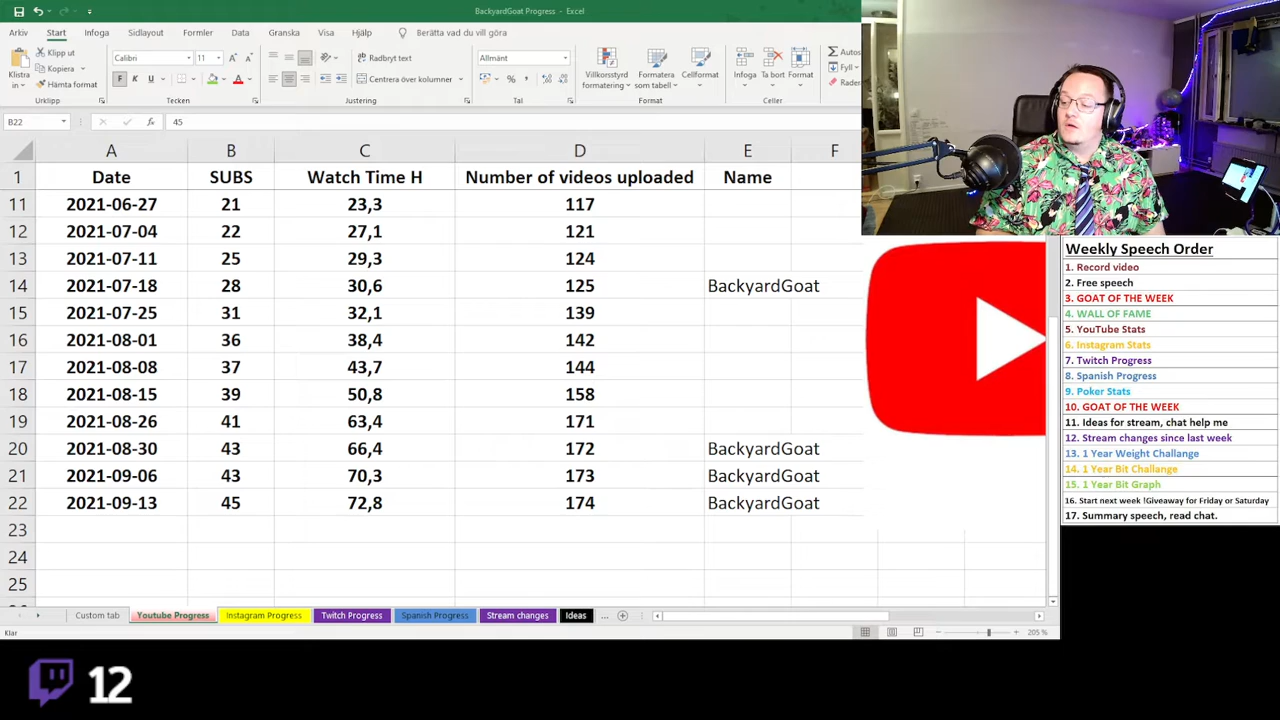 BackyardGoat Progress - Excel
Arkiv Start Infoga Sidlayout Formler Data Granska Visa Hjälp Berätta vad du vill göra
Klistra in
Klipp ut
Kopiera
Hämta format
Urklipp
Calibri 11
F K U
Tecken
Radbryt text
Centrera över kolumner
Justering
Allmänt
Tal
Villkorsstyrd formatering
Formatera som tabell
Cellformat
Format
Infoga Ta bort Format
Celler
Autos
Fyll
Rader
B22 fx 45
A B C D E F
1 Date SUBS Watch Time H Number of videos uploaded Name
11 2021-06-27 21 23,3 117
12 2021-07-04 22 27,1 121
13 2021-07-11 25 29,3 124
14 2021-07-18 28 30,6 125 BackyardGoat
15 2021-07-25 31 32,1 139
16 2021-08-01 36 38,4 142
17 2021-08-08 37 43,7 144
18 2021-08-15 39 50,8 158
19 2021-08-26 41 63,4 171
20 2021-08-30 43 66,4 172 BackyardGoat
21 2021-09-06 43 70,3 173 BackyardGoat
22 2021-09-13 45 72,8 174 BackyardGoat
23
24
25
Custom tab Youtube Progress Instagram Progress Twitch Progress Spanish Progress Stream changes Ideas ...
Klar 205 %
Weekly Speech Order
1. Record video
2. Free speech
3. GOAT OF THE WEEK
4. WALL OF FAME
5. YouTube Stats
6. Instagram Stats
7. Twitch Progress
8. Spanish Progress
9. Poker Stats
10. GOAT OF THE WEEK
11. Ideas for stream, chat help me
12. Stream changes since last week
13. 1 Year Weight Challange
14. 1 Year Bit Challange
15. 1 Year Bit Graph
16. Start next week !Giveaway for Friday or Saturday
17. Summary speech, read chat.
12